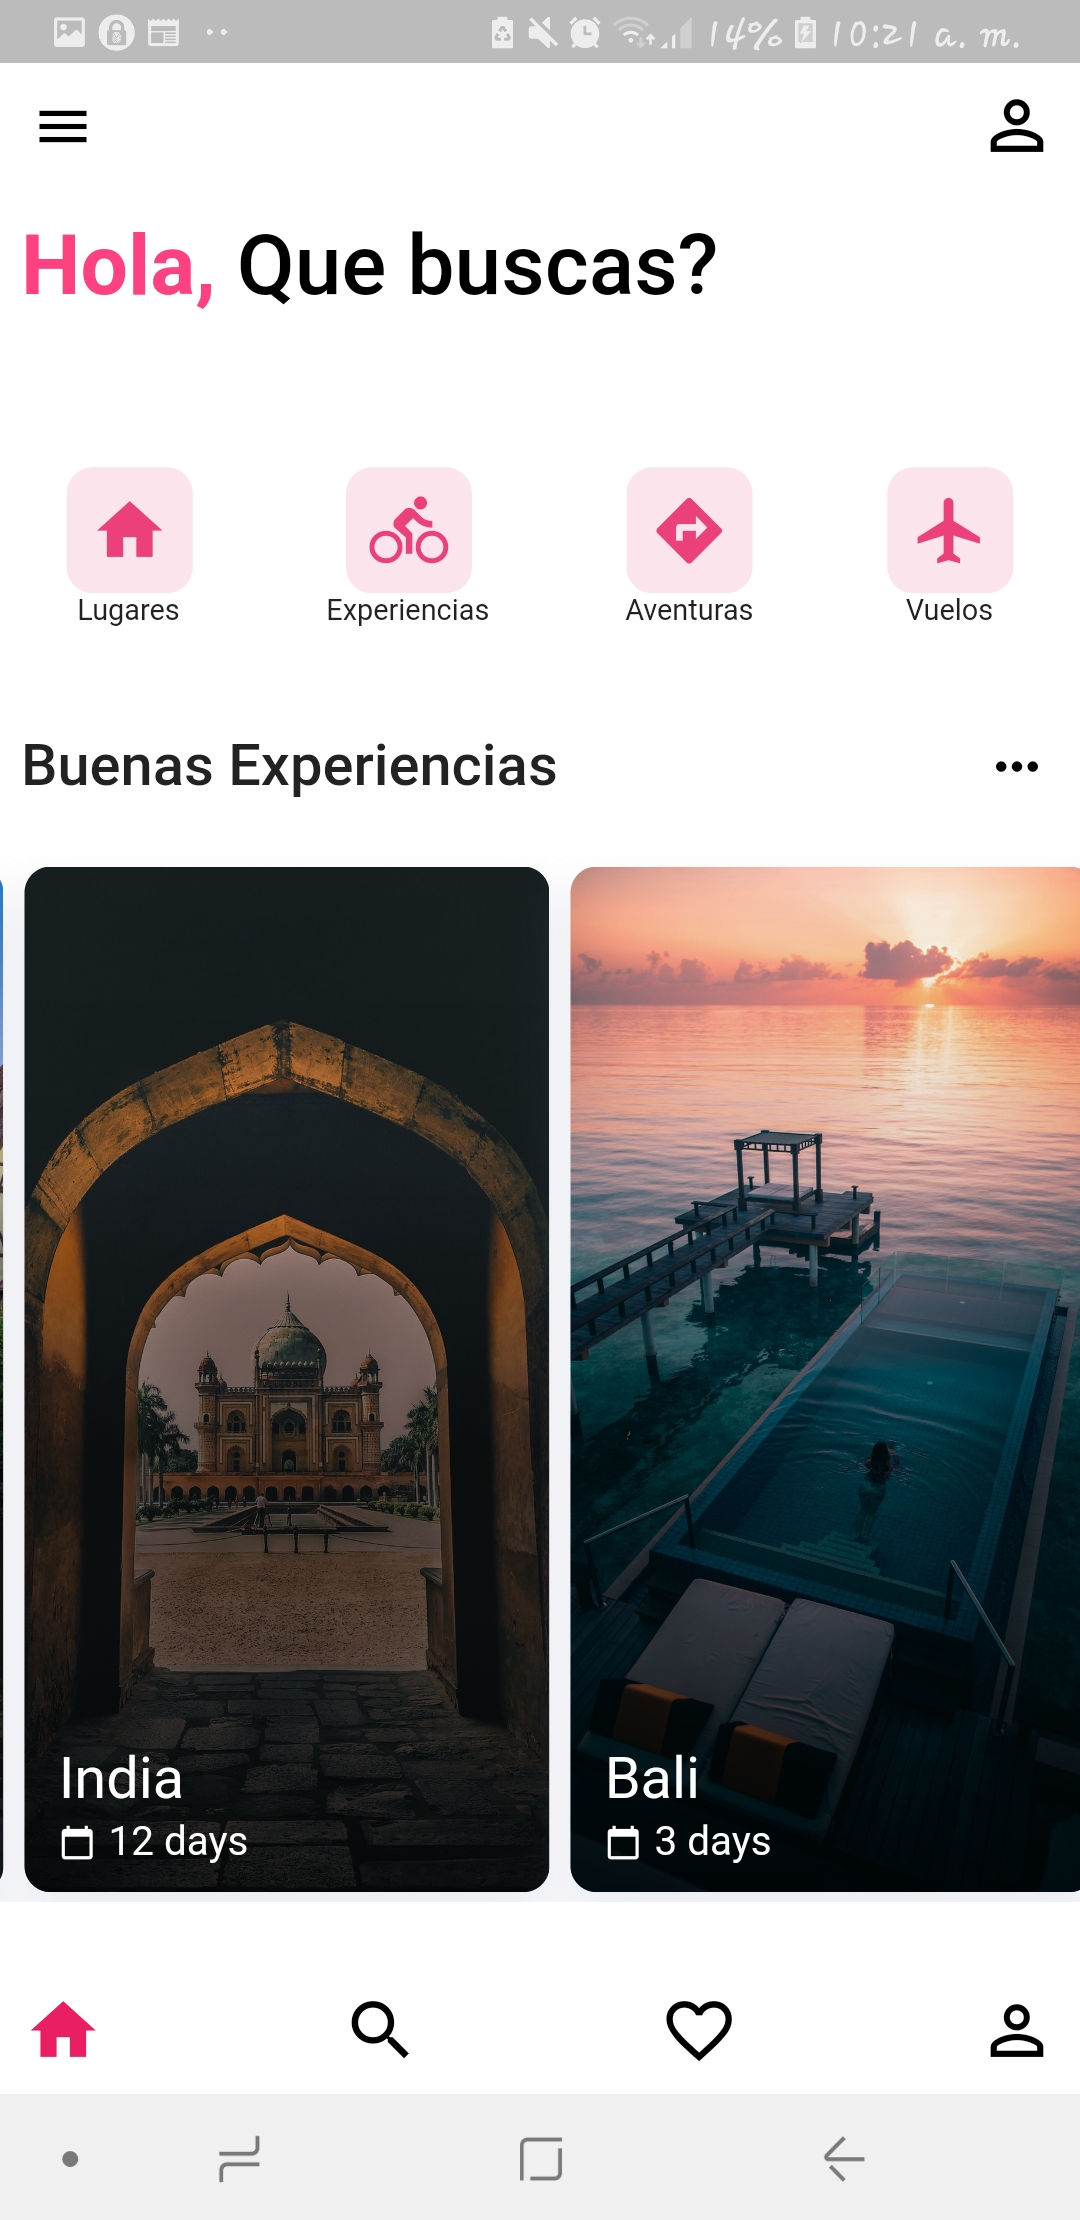 14% 10:21 a. m.
Hola, Que buscas?
Lugares Experiencias Aventuras Vuelos
Buenas Experiencias
India
12 days
Bali
3 days